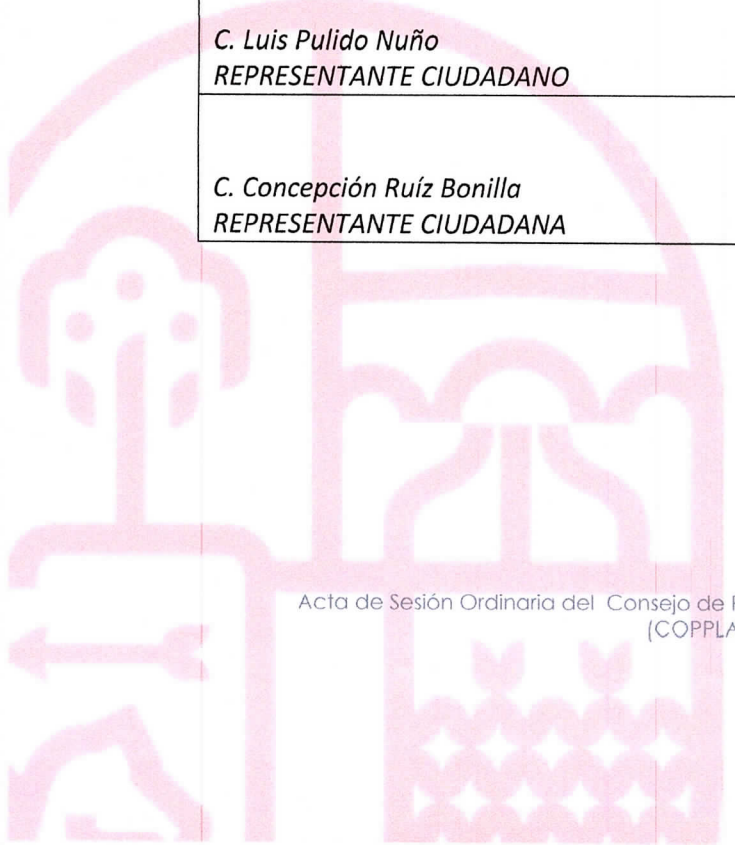 C. Luis Pulido Nuño
REPRESENTANTE CIUDADANO
C. Concepción Ruíz Bonilla
REPRESENTANTE CIUDADANA
Acta de Sesión Ordinaria del Consejo de
(COPPLA